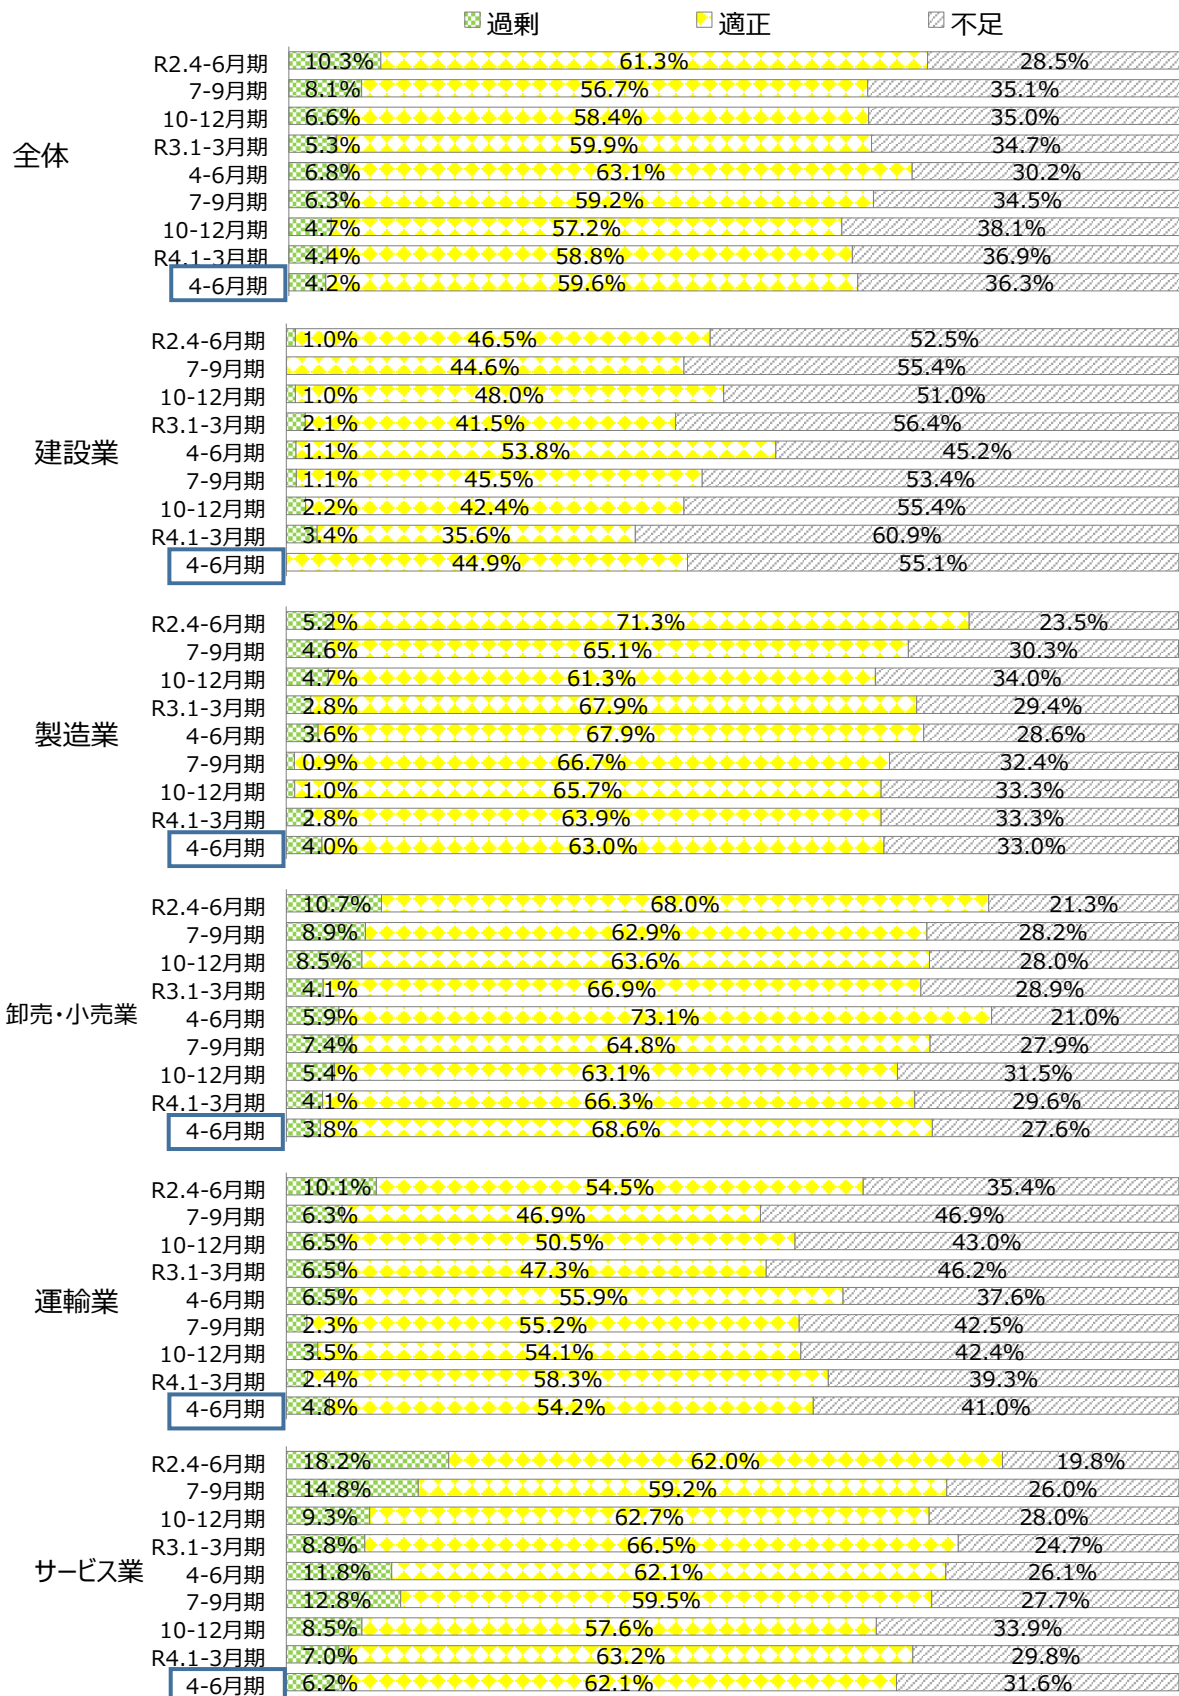 過剰 適正 不足
全体
R2.4-6月期 10.3% 61.3% 28.5%
7-9月期 8.1% 56.7% 35.1%
10-12月期 6.6% 58.4% 35.0%
R3.1-3月期 5.3% 59.9% 34.7%
4-6月期 6.8% 63.1% 30.2%
7-9月期 6.3% 59.2% 34.5%
10-12月期 4.7% 57.2% 38.1%
R4.1-3月期 4.4% 58.8% 36.9%
4-6月期 4.2% 59.6% 36.3%
建設業
R2.4-6月期 1.0% 46.5% 52.5%
7-9月期 44.6% 55.4%
10-12月期 1.0% 48.0% 51.0%
R3.1-3月期 2.1% 41.5% 56.4%
4-6月期 1.1% 53.8% 45.2%
7-9月期 1.1% 45.5% 53.4%
10-12月期 2.2% 42.4% 55.4%
R4.1-3月期 3.4% 35.6% 60.9%
4-6月期 44.9% 55.1%
製造業
R2.4-6月期 5.2% 71.3% 23.5%
7-9月期 4.6% 65.1% 30.3%
10-12月期 4.7% 61.3% 34.0%
R3.1-3月期 2.8% 67.9% 29.4%
4-6月期 3.6% 67.9% 28.6%
7-9月期 0.9% 66.7% 32.4%
10-12月期 1.0% 65.7% 33.3%
R4.1-3月期 2.8% 63.9% 33.3%
4-6月期 4.0% 63.0% 33.0%
卸売・小売業
R2.4-6月期 10.7% 68.0% 21.3%
7-9月期 8.9% 62.9% 28.2%
10-12月期 8.5% 63.6% 28.0%
R3.1-3月期 4.1% 66.9% 28.9%
4-6月期 5.9% 73.1% 21.0%
7-9月期 7.4% 64.8% 27.9%
10-12月期 5.4% 63.1% 31.5%
R4.1-3月期 4.1% 66.3% 29.6%
4-6月期 3.8% 68.6% 27.6%
運輸業
R2.4-6月期 10.1% 54.5% 35.4%
7-9月期 6.3% 46.9% 46.9%
10-12月期 6.5% 50.5% 43.0%
R3.1-3月期 6.5% 47.3% 46.2%
4-6月期 6.5% 55.9% 37.6%
7-9月期 2.3% 55.2% 42.5%
10-12月期 3.5% 54.1% 42.4%
R4.1-3月期 2.4% 58.3% 39.3%
4-6月期 4.8% 54.2% 41.0%
サービス業
R2.4-6月期 18.2% 62.0% 19.8%
7-9月期 14.8% 59.2% 26.0%
10-12月期 9.3% 62.7% 28.0%
R3.1-3月期 8.8% 66.5% 24.7%
4-6月期 11.8% 62.1% 26.1%
7-9月期 12.8% 59.5% 27.7%
10-12月期 8.5% 57.6% 33.9%
R4.1-3月期 7.0% 63.2% 29.8%
4-6月期 6.2% 62.1% 31.6%